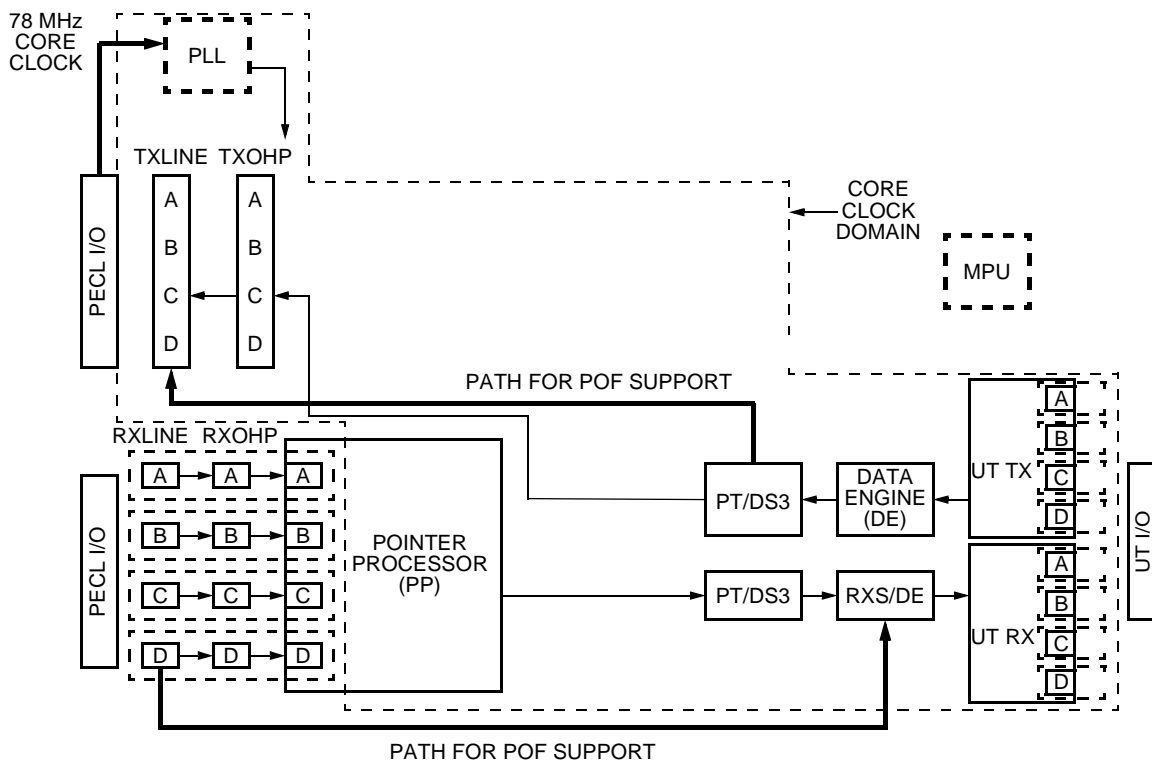 78 MHz
CORE
CLOCK
PLL
TXLINE TXOHP
PECL I/O
A
B
C
D
A
B
C
D
CORE
CLOCK
DOMAIN
MPU
PATH FOR POF SUPPORT
RXLINE RXOHP
PECL I/O
A A A
B B B
C C C
D D D
POINTER
PROCESSOR
(PP)
PT/DS3
DATA
ENGINE
(DE)
UT TX
A
B
C
D
PT/DS3
RXS/DE
UT RX
A
B
C
D
UT I/O
PATH FOR POF SUPPORT